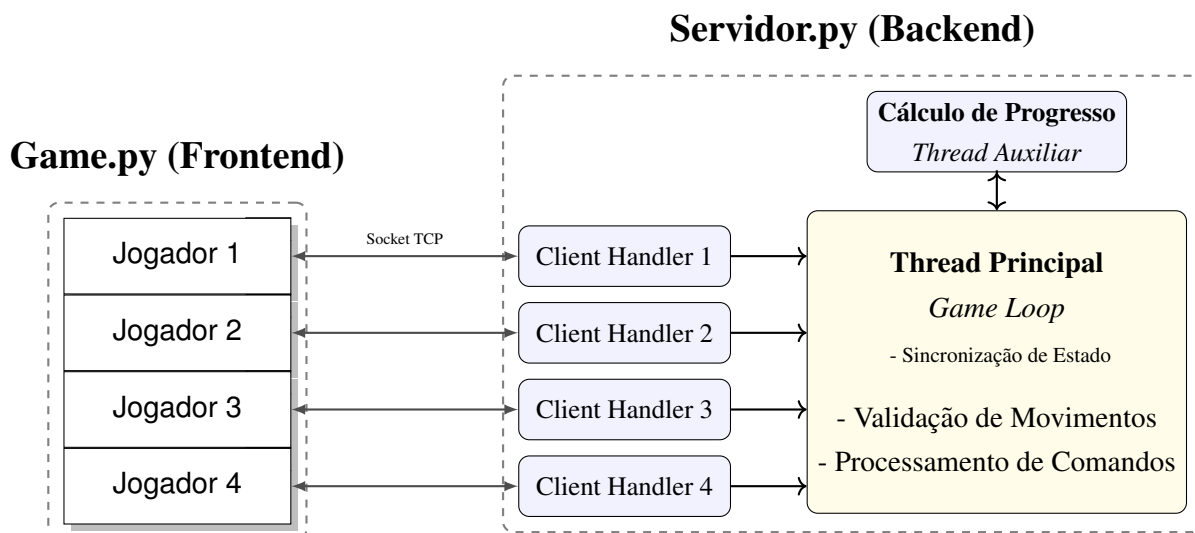 Servidor.py (Backend)
Cálculo de Progresso
Thread Auxiliar
Game.py (Frontend)
Jogador 1
Socket TCP
Client Handler 1
Thread Principal
Game Loop
- Sincronização de Estado
Jogador 2
Client Handler 2
Jogador 3
Client Handler 3
- Validação de Movimentos
- Processamento de Comandos
Jogador 4
Client Handler 4